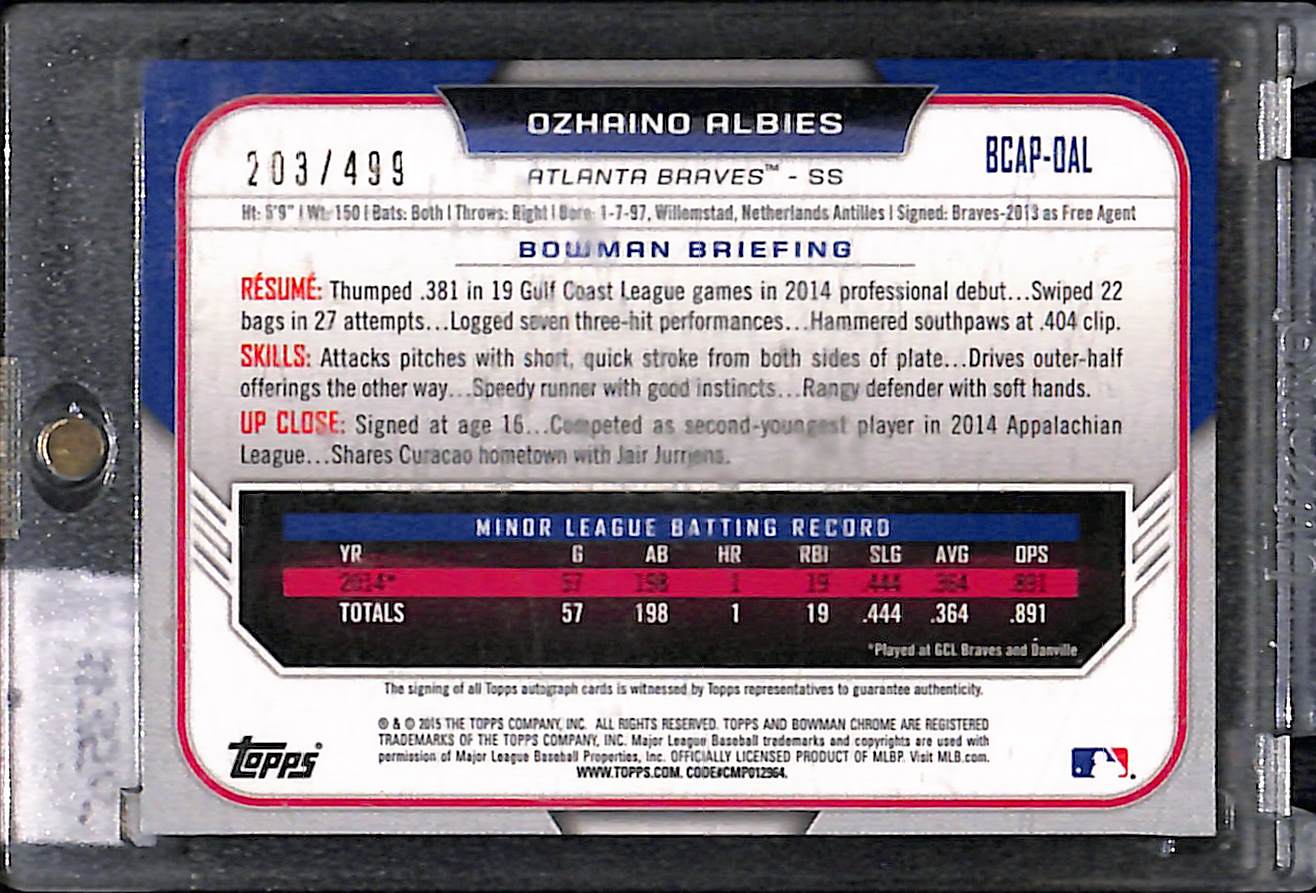 OZHAINO ALBIES
203/499
BCAP-OAL
ATLANTA BRAVES™ - SS
Ht: 5'9" | Wt: 150 | Bats: Both | Throws: Right | Born: 1-7-97, Willemstad, Netherlands Antilles | Signed: Braves-2013 as Free Agent
BOWMAN BRIEFING
RÉSUMÉ: Thumped .381 in 19 Gulf Coast League games in 2014 professional debut...Swiped 22
bags in 27 attempts...Logged seven three-hit performances...Hammered southpaws at .404 clip.
SKILLS: Attacks pitches with short, quick stroke from both sides of plate...Drives outer-half
offerings the other way...Speedy runner with good instincts...Rangy defender with soft hands.
UP CLOSE: Signed at age 16...Competed as second-youngest player in 2014 Appalachian
League...Shares Curacao hometown with Jair Jurrjens.
MINOR LEAGUE BATTING RECORD
YR G AB HR RBI SLG AVG OPS
2014* 57 198 1 19 .444 .364 .891
TOTALS 57 198 1 19 .444 .364 .891
*Played at GCL Braves and Danville
The signing of all Topps autograph cards is witnessed by Topps representatives to guarantee authenticity.
® & © 2015 THE TOPPS COMPANY, INC. ALL RIGHTS RESERVED. TOPPS AND BOWMAN CHROME ARE REGISTERED
TRADEMARKS OF THE TOPPS COMPANY, INC. Major League Baseball trademarks and copyrights are used with
permission of Major League Baseball Properties, Inc. OFFICIALLY LICENSED PRODUCT OF MLBP. Visit MLB.com.
WWW.TOPPS.COM. CODE#CMP012964.
Topps